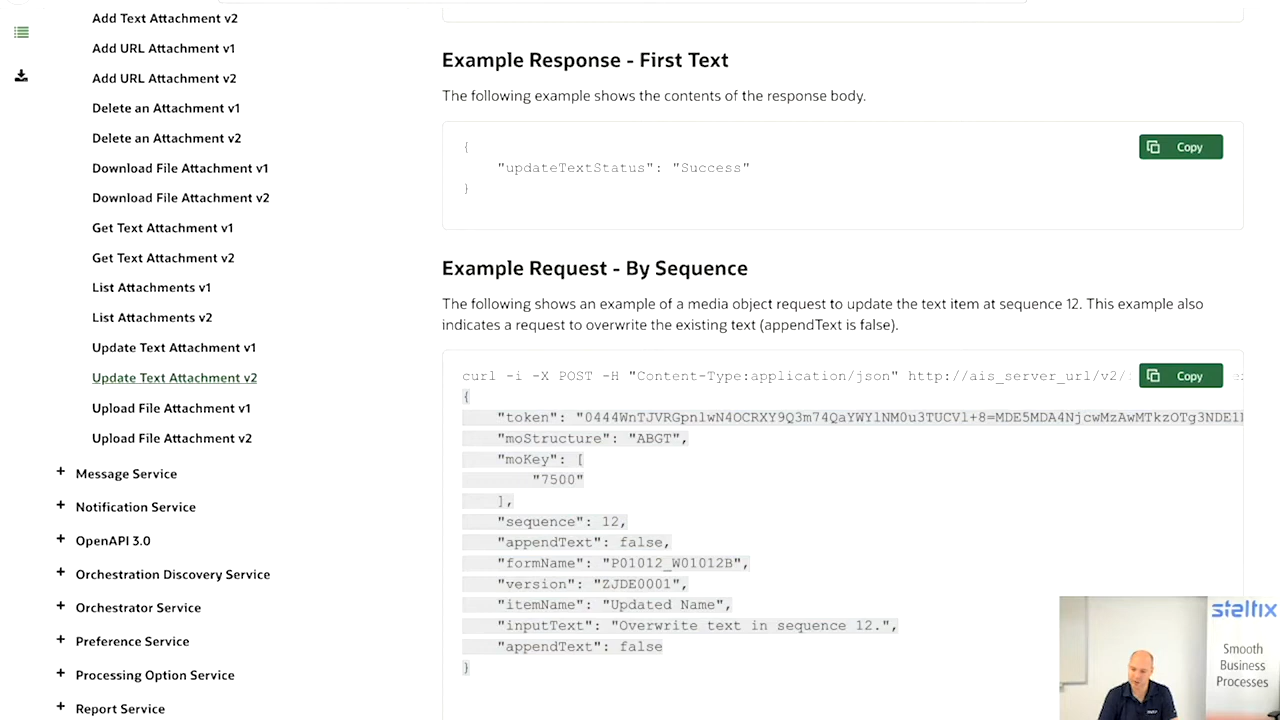 Add Text Attachment v2
Add URL Attachment v1
Add URL Attachment v2
Delete an Attachment v1
Delete an Attachment v2
Download File Attachment v1
Download File Attachment v2
Get Text Attachment v1
Get Text Attachment v2
List Attachments v1
List Attachments v2
Update Text Attachment v1
Update Text Attachment v2
Upload File Attachment v1
Upload File Attachment v2
+ Message Service
+ Notification Service
+ OpenAPI 3.0
+ Orchestration Discovery Service
+ Orchestrator Service
+ Preference Service
+ Processing Option Service
+ Report Service
Example Response - First Text
The following example shows the contents of the response body.
Copy
{
"updateTextStatus": "Success"
}
Example Request - By Sequence
The following shows an example of a media object request to update the text item at sequence 12. This example also
indicates a request to overwrite the existing text (appendText is false).
curl -i -X POST -H "Content-Type:application/json" http://ais_server_url/v2/
Copy
{
"token": "0444WnTJVRGpnlwN4OCRXY9Q3m74QaYWYlNM0u3TUCVl+8=MDE5MDA4NjcwMzAwMTkzOTg3NDE1
"moStructure": "ABGT",
"moKey": [
"7500"
],
"sequence": 12,
"appendText": false,
"formName": "P01012_W01012B",
"version": "ZJDE0001",
"itemName": "Updated Name",
"inputText": "Overwrite text in sequence 12.",
"appendText": false
}
steltix
Smooth
Business
Processes